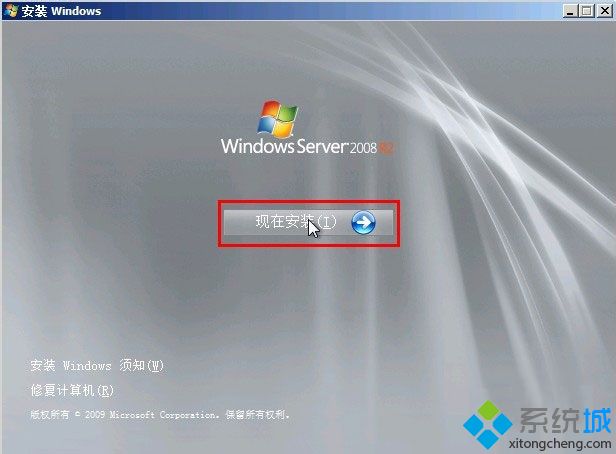 安装 Windows
Windows Server 2008 R2
现在安装(I)
安装 Windows 须知(W)
修复计算机(R)
版权所有 © 2009 Microsoft Corporation。保留所有权利。
系统城
xitongcheng.com